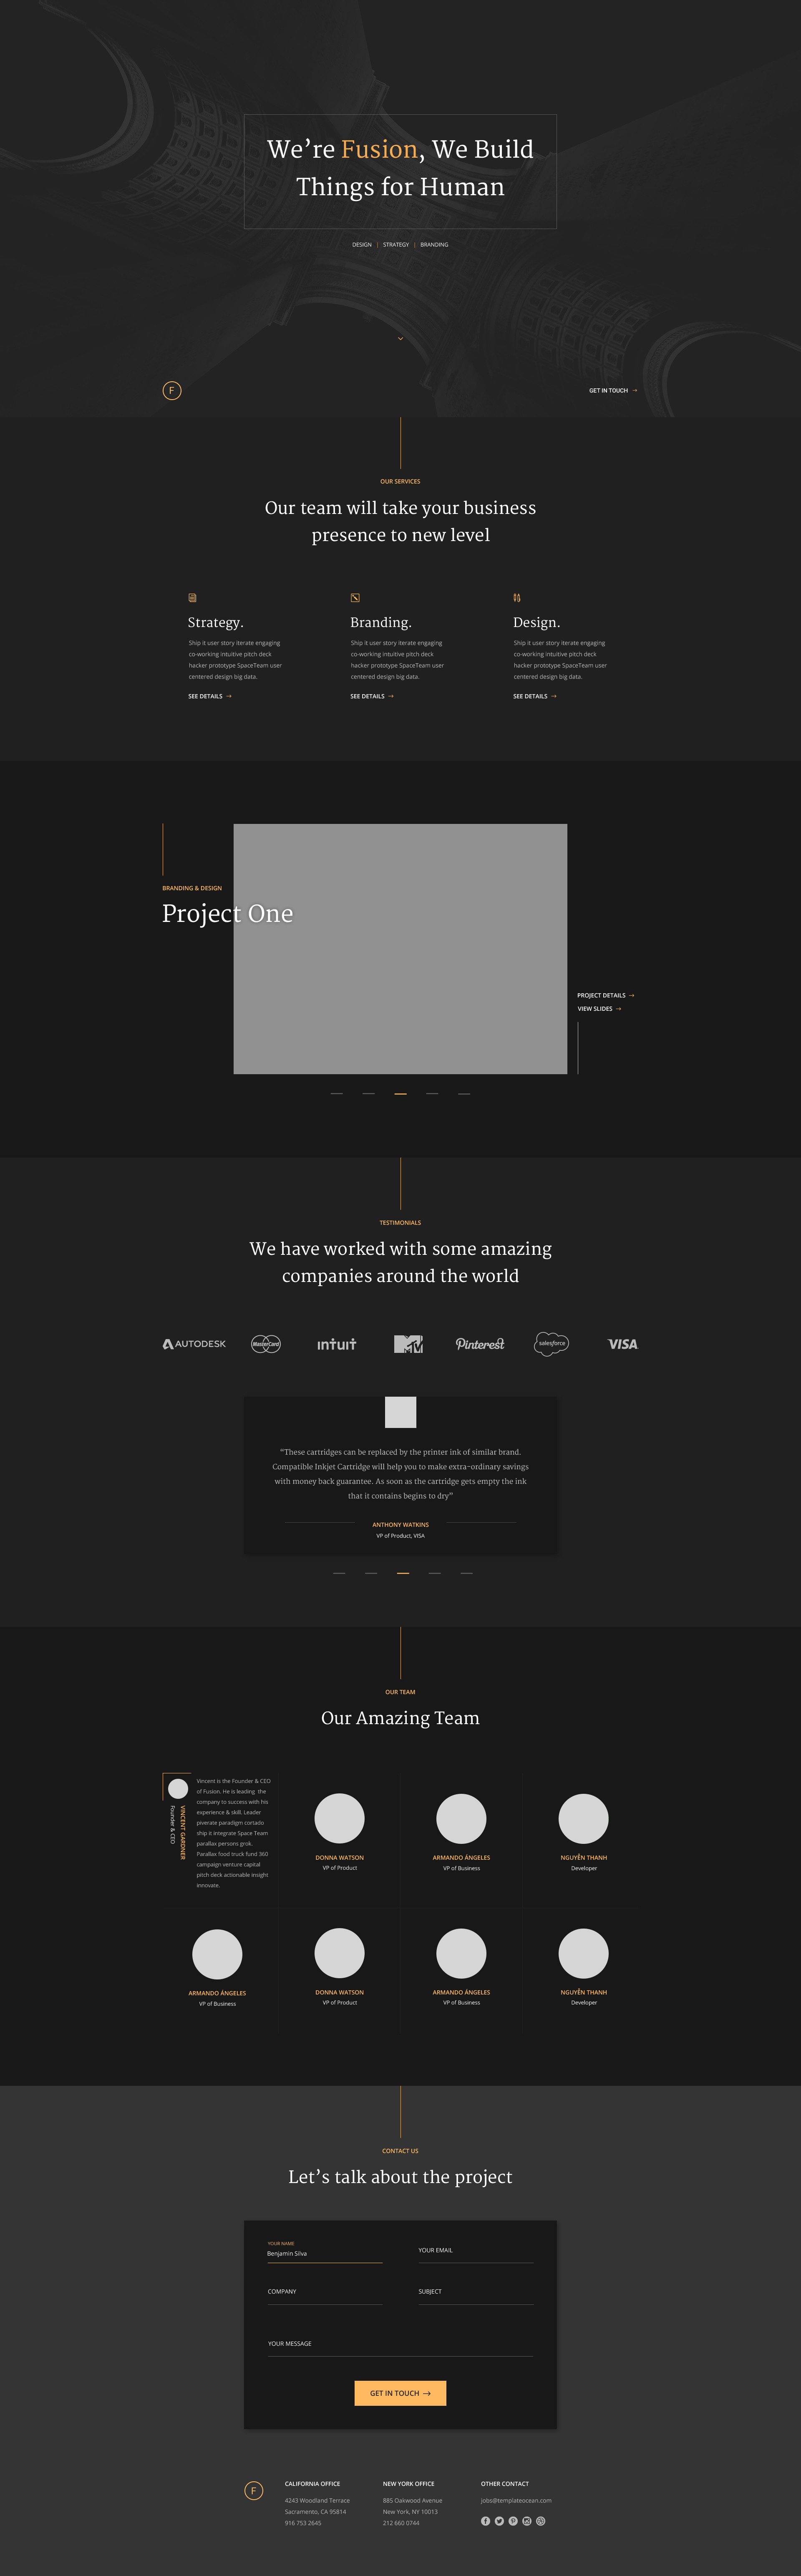 We’re Fusion, We Build
Things for Human
DESIGN | STRATEGY | BRANDING
F
GET IN TOUCH →
OUR SERVICES
Our team will take your business
presence to new level
Strategy.
Ship it user story iterate engaging
co-working intuitive pitch deck
hacker prototype SpaceTeam user
centered design big data.
SEE DETAILS →
Branding.
Ship it user story iterate engaging
co-working intuitive pitch deck
hacker prototype SpaceTeam user
centered design big data.
SEE DETAILS →
Design.
Ship it user story iterate engaging
co-working intuitive pitch deck
hacker prototype SpaceTeam user
centered design big data.
SEE DETAILS →
BRANDING & DESIGN
Project One
PROJECT DETAILS →
VIEW SLIDES →
TESTIMONIALS
We have worked with some amazing
companies around the world
AUTODESK
MasterCard
intuit
MTV
Pinterest
salesforce
VISA
“These cartridges can be replaced by the printer ink of similar brand.
Compatible Inkjet Cartridge will help you to make extra-ordinary savings
with money back guarantee. As soon as the cartridge gets empty the ink
that it contains begins to dry”
ANTHONY WATKINS
VP of Product, VISA
OUR TEAM
Our Amazing Team
VINCENT GARDNER
Founder & CEO
Vincent is the Founder & CEO
of Fusion. He is leading the
company to success with his
experience & skill. Leader
piverate paradigm cortado
ship it integrate Space Team
parallax persons grok.
Parallax food truck fund 360
campaign venture capital
pitch deck actionable insight
innovate.
DONNA WATSON
VP of Product
ARMANDO ÁNGELES
VP of Business
NGUYỄN THANH
Developer
ARMANDO ÁNGELES
VP of Business
DONNA WATSON
VP of Product
ARMANDO ÁNGELES
VP of Business
NGUYỄN THANH
Developer
CONTACT US
Let’s talk about the project
YOUR NAME
Benjamin Silva
YOUR EMAIL
COMPANY
SUBJECT
YOUR MESSAGE
GET IN TOUCH →
F
CALIFORNIA OFFICE
4243 Woodland Terrace
Sacramento, CA 95814
916 753 2645
NEW YORK OFFICE
885 Oakwood Avenue
New York, NY 10013
212 660 0744
OTHER CONTACT
jobs@templateocean.com